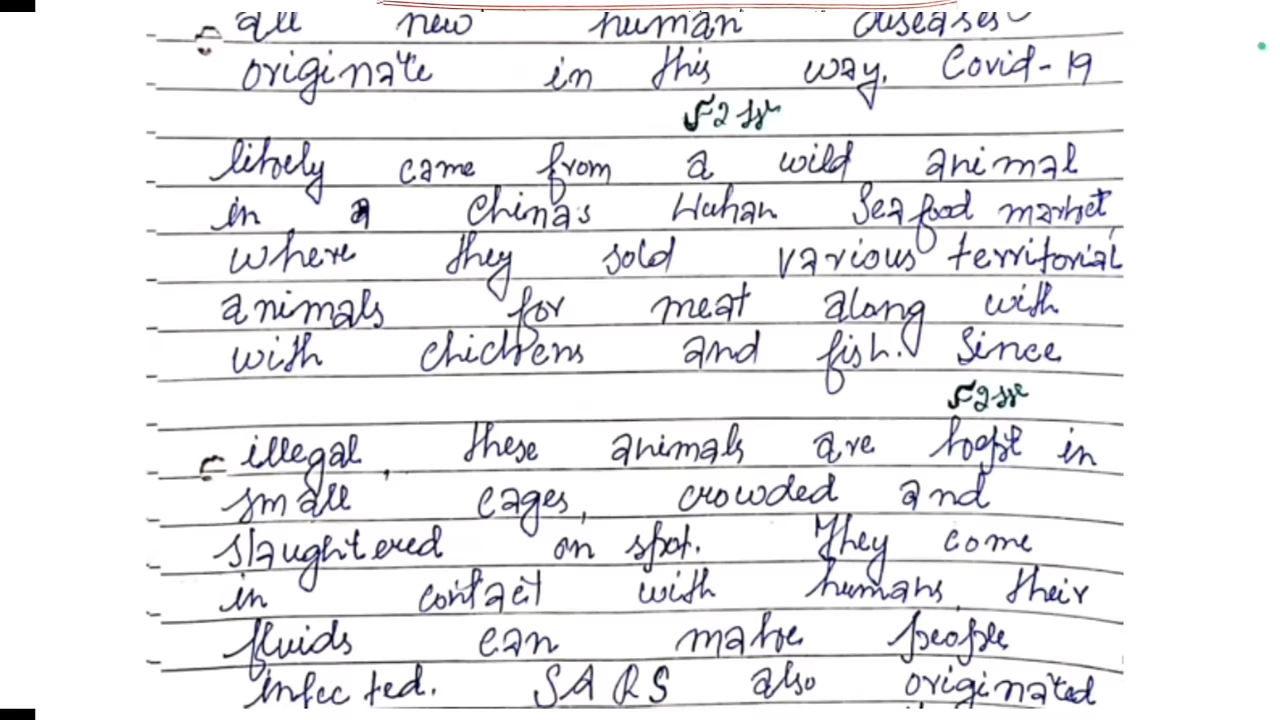 all new human diseases
originate in this way. Covid-19
likely came from a wild animal
in a Chinas Wuhan Seafood market,
where they sold various territorial
animals for meat along with
with chickens and fish. Since
illegal, these animals are kept in
small cages, crowded and
slaughtered on spot. They come
in contact with humans, their
fluids can make people
infected. SARS also originated